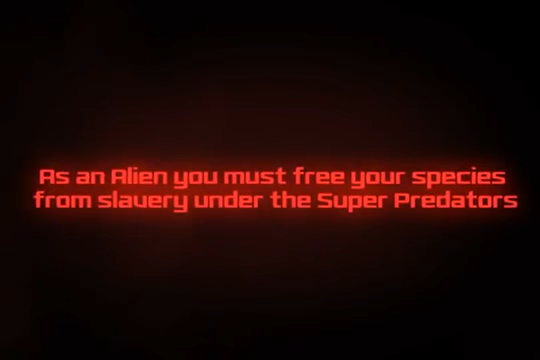 As an Alien you must free your species
from slavery under the Super Predators